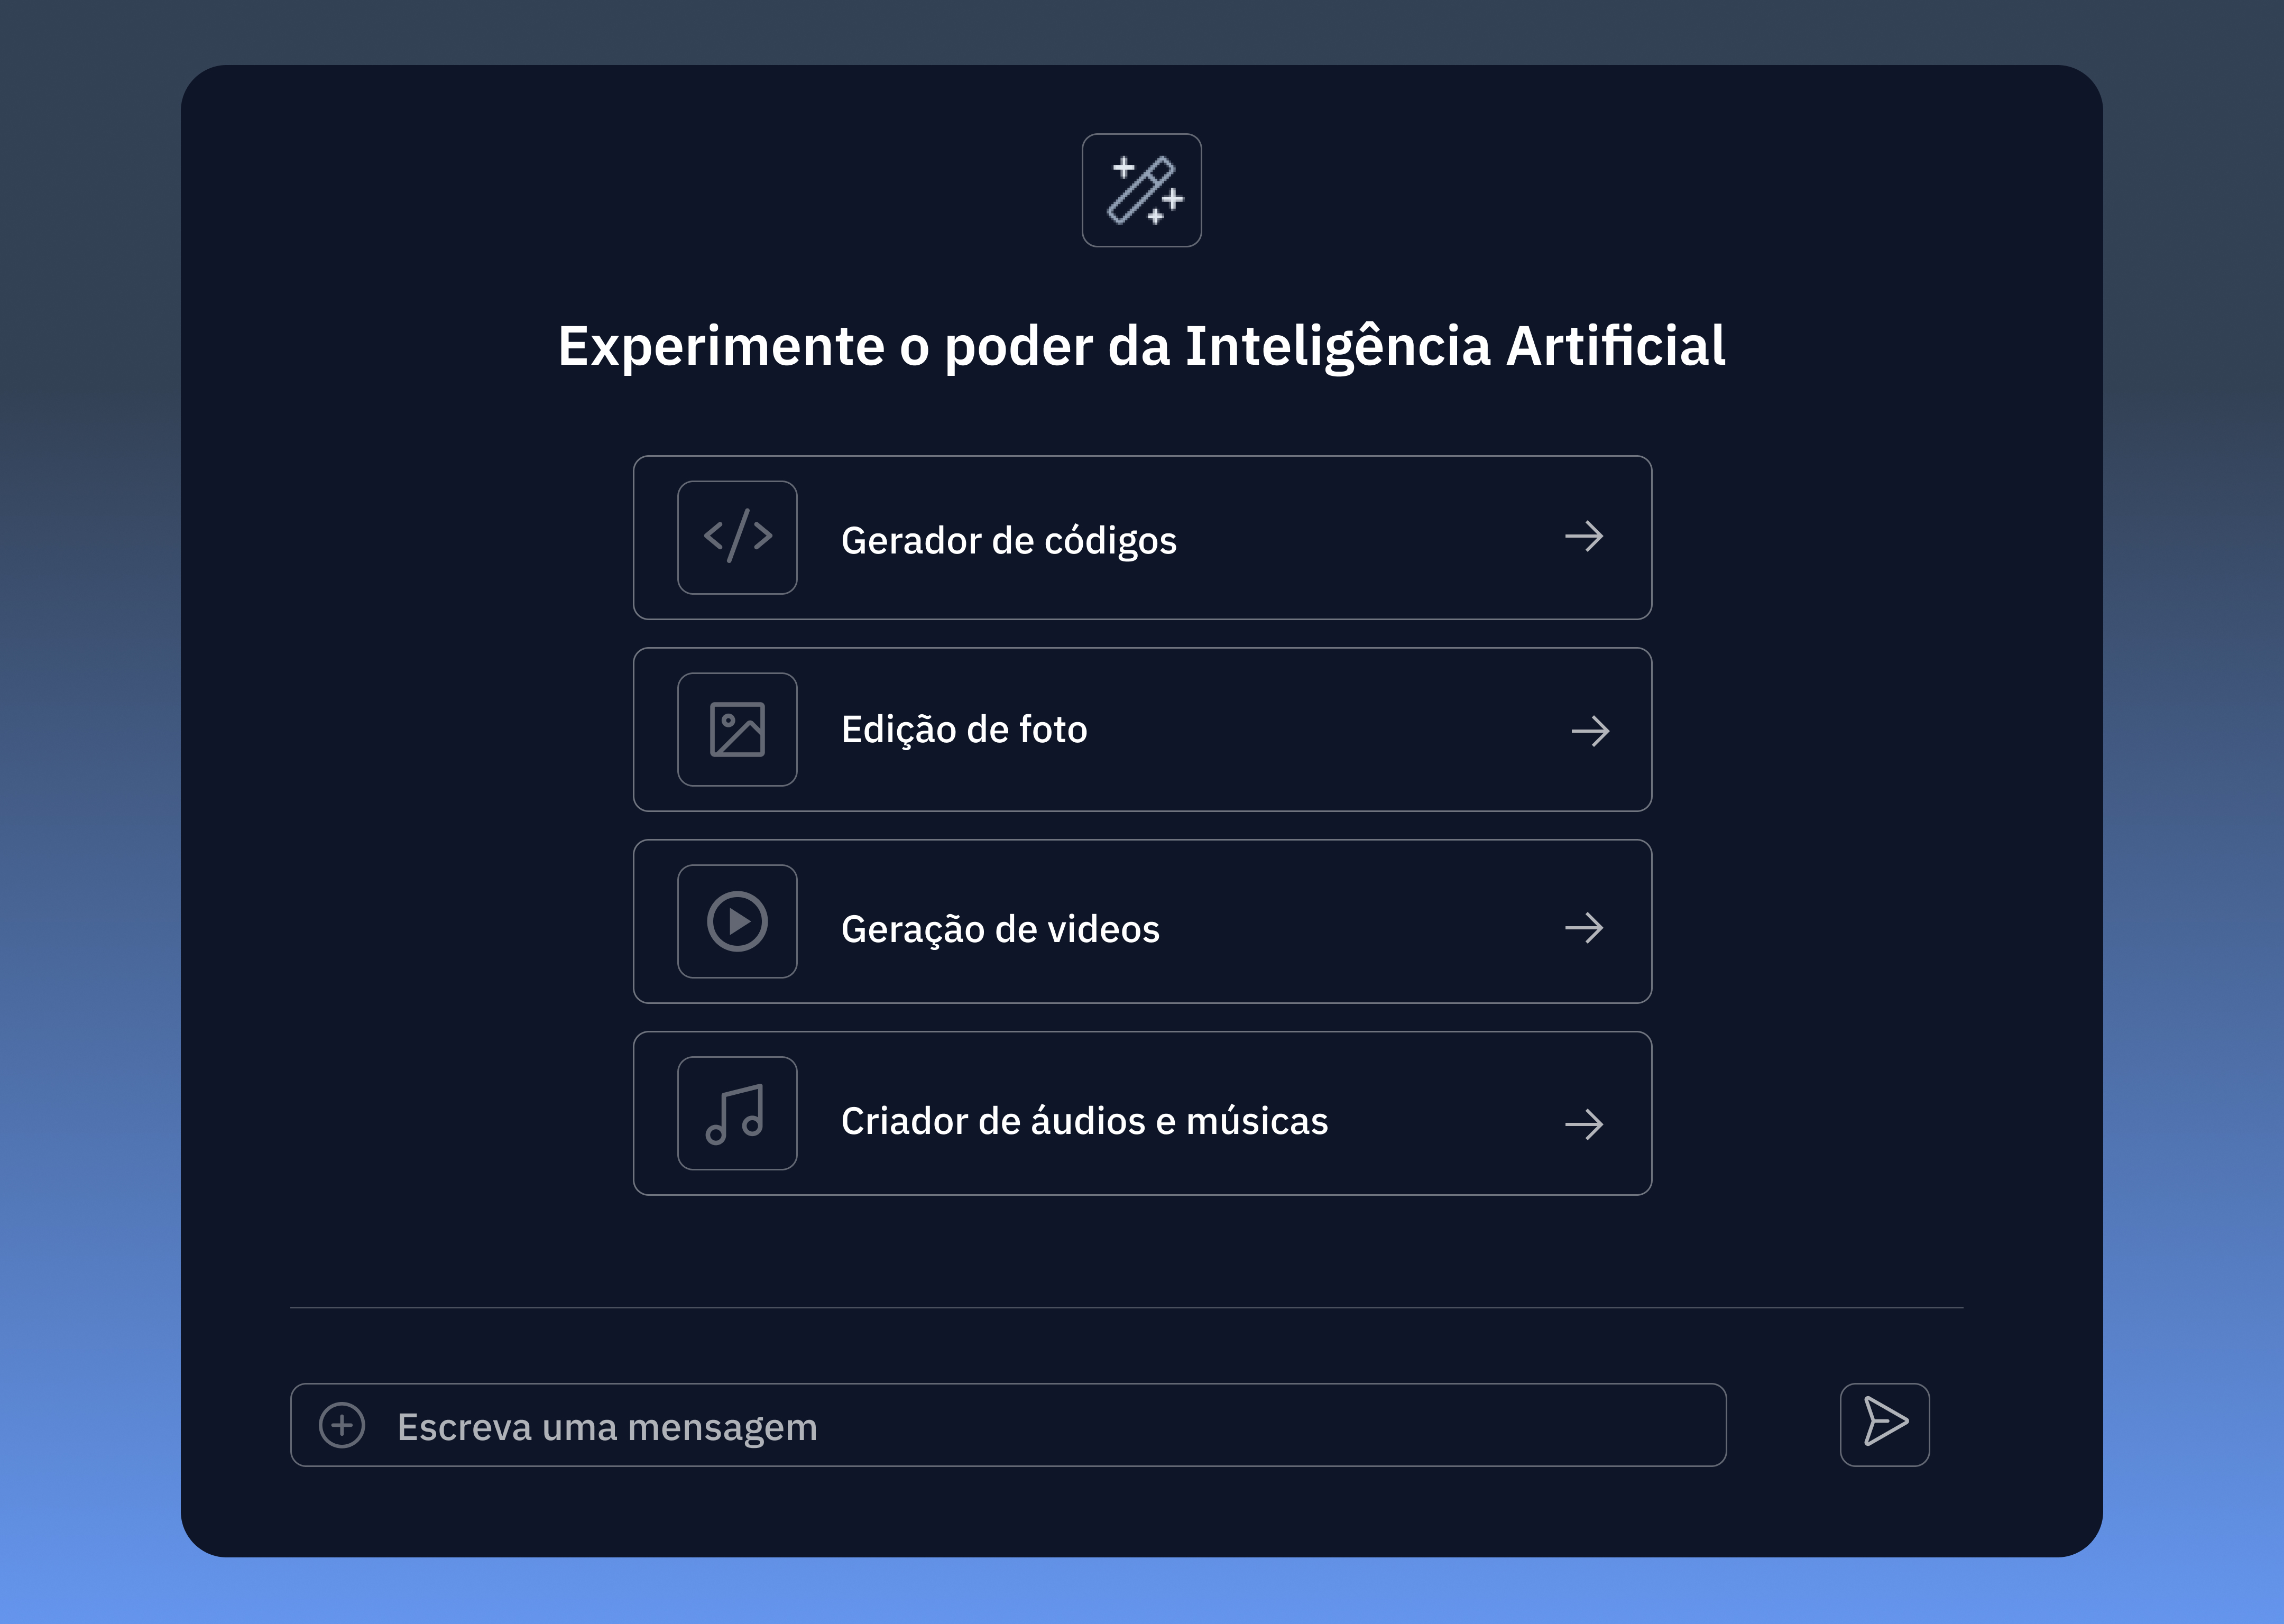 Experimente o poder da Inteligência Artificial
Gerador de códigos
Edição de foto
Geração de videos
Criador de áudios e músicas
Escreva uma mensagem